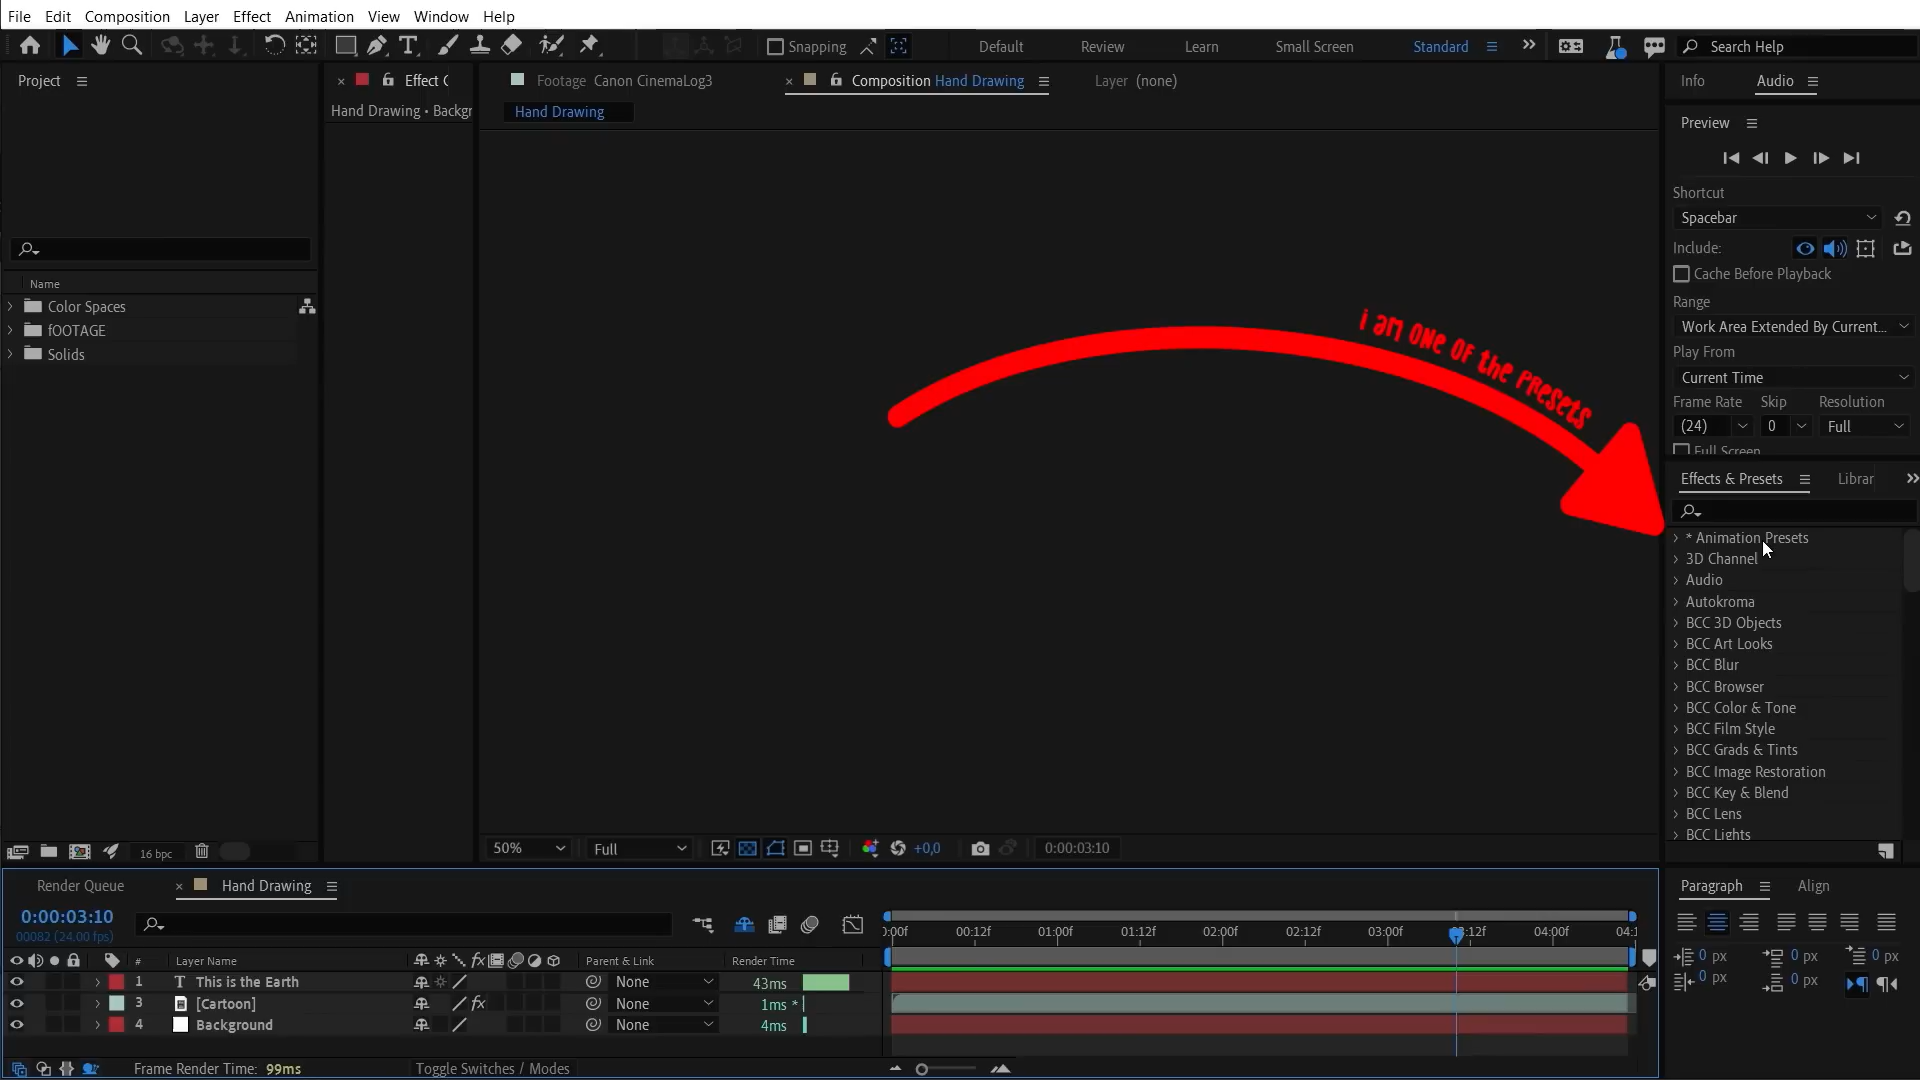 File Edit Composition Layer Effect Animation View Window Help
Snapping Default Review Learn Small Screen Standard Search Help
Project Effect C Footage Canon CinemaLog3 Composition Hand Drawing Layer (none) Info Audio
Hand Drawing • Backgr Hand Drawing
Preview
Shortcut
Spacebar
Include:
Cache Before Playback
Range
Work Area Extended By Current...
Play From
Current Time
Frame Rate Skip Resolution
(24) 0 Full
Full Screen
Name
Color Spaces
fOOTAGE
Solids
i am one of the presets
Effects & Presets Librar
* Animation Presets
3D Channel
Audio
Autokroma
BCC 3D Objects
BCC Art Looks
BCC Blur
BCC Browser
BCC Color & Tone
BCC Film Style
BCC Grads & Tints
BCC Image Restoration
BCC Key & Blend
BCC Lens
BCC Lights
16 bpc 50% Full +0,0 0:00:03:10
Render Queue Hand Drawing
0:00:03:10
00082 (24.00 fps)
:00f 00:12f 01:00f 01:12f 02:00f 02:12f 03:00f 03:12f 04:00f 04:1
# Layer Name Parent & Link Render Time
1 This is the Earth None 43ms
3 [Cartoon] fx None 1ms *
4 Background None 4ms
Frame Render Time: 99ms Toggle Switches / Modes
Paragraph Align
0 px 0 px 0 px
0 px 0 px